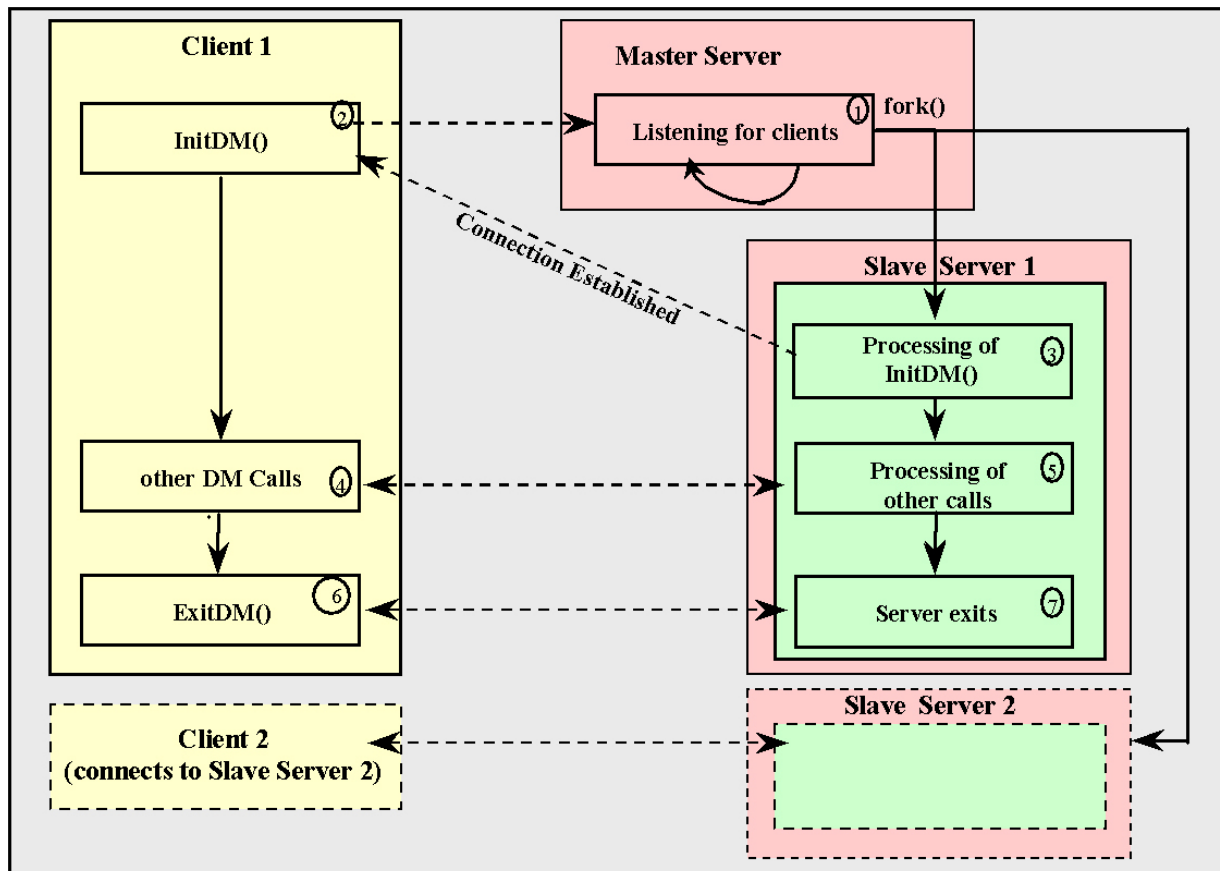 Client 1
InitDM()
2
other DM Calls
4
ExitDM()
6
Client 2
(connects to Slave Server 2)
Master Server
Listening for clients
1
fork()
Connection Established
Slave Server 1
Processing of
InitDM()
3
Processing of
other calls
5
Server exits
7
Slave Server 2